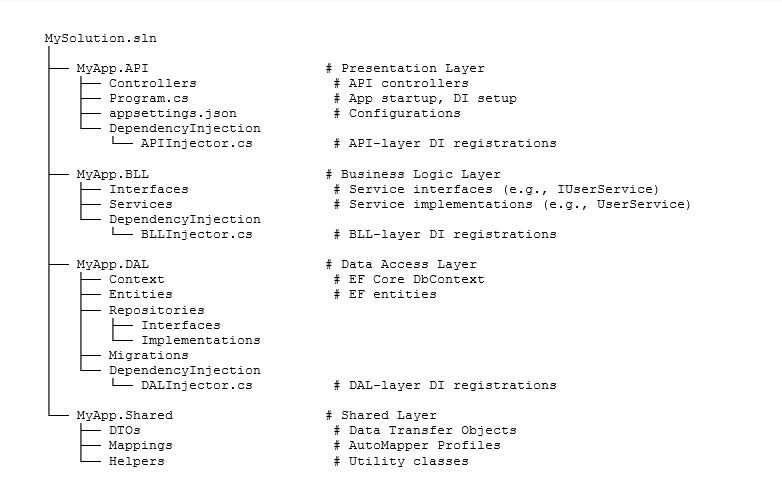 MySolution.sln
├── MyApp.API # Presentation Layer
│ ├── Controllers # API controllers
│ ├── Program.cs # App startup, DI setup
│ ├── appsettings.json # Configurations
│ └── DependencyInjection
│ └── APIInjector.cs # API-layer DI registrations
├── MyApp.BLL # Business Logic Layer
│ ├── Interfaces # Service interfaces (e.g., IUserService)
│ ├── Services # Service implementations (e.g., UserService)
│ └── DependencyInjection
│ └── BLLInjector.cs # BLL-layer DI registrations
├── MyApp.DAL # Data Access Layer
│ ├── Context # EF Core DbContext
│ ├── Entities # EF entities
│ ├── Repositories
│ │ ├── Interfaces
│ │ └── Implementations
│ ├── Migrations
│ └── DependencyInjection
│ └── DALInjector.cs # DAL-layer DI registrations
└── MyApp.Shared # Shared Layer
├── DTOs # Data Transfer Objects
├── Mappings # AutoMapper Profiles
└── Helpers # Utility classes